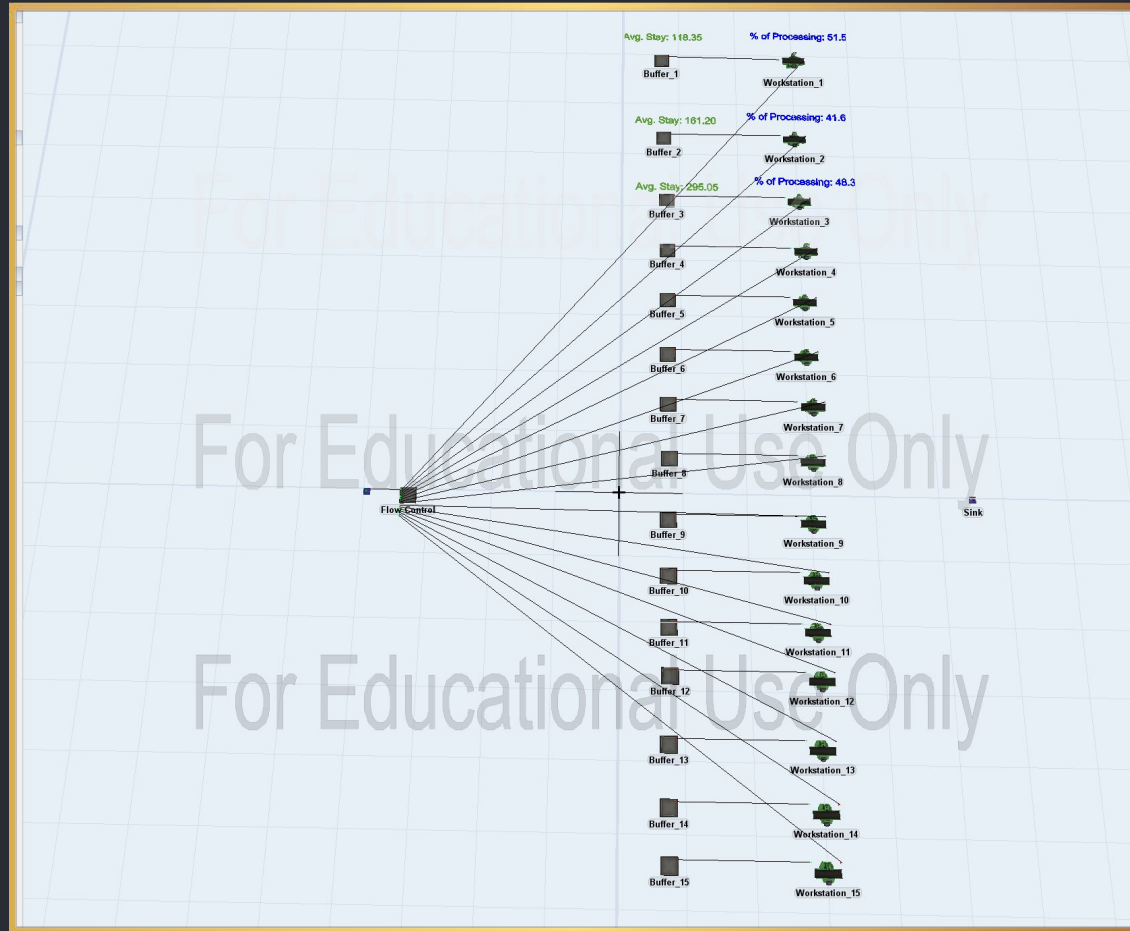 Avg. Stay: 118.35 % of Processing: 51.5
Buffer_1 Workstation_1
Avg. Stay: 161.20 % of Processing: 41.6
Buffer_2 Workstation_2
Avg. Stay: 295.05 % of Processing: 48.3
For Educational Use Only
Buffer_3 Workstation_3
Buffer_4 Workstation_4
Buffer_5 Workstation_5
Buffer_6 Workstation_6
Buffer_7 Workstation_7
For Educational Use Only
Buffer_8 Workstation_8
Flow Control Sink
Buffer_9 Workstation_9
Buffer_10 Workstation_10
Buffer_11 Workstation_11
Buffer_12 Workstation_12
For Educational Use Only
Buffer_13 Workstation_13
Buffer_14 Workstation_14
Buffer_15 Workstation_15